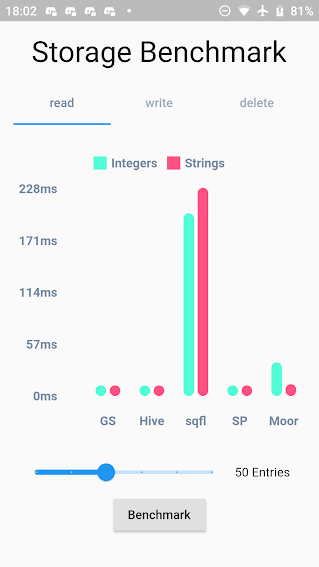 18:02 81%
Storage Benchmark
read write delete
Integers Strings
228ms
171ms
114ms
57ms
0ms
GS Hive sqfl SP Moor
50 Entries
Benchmark